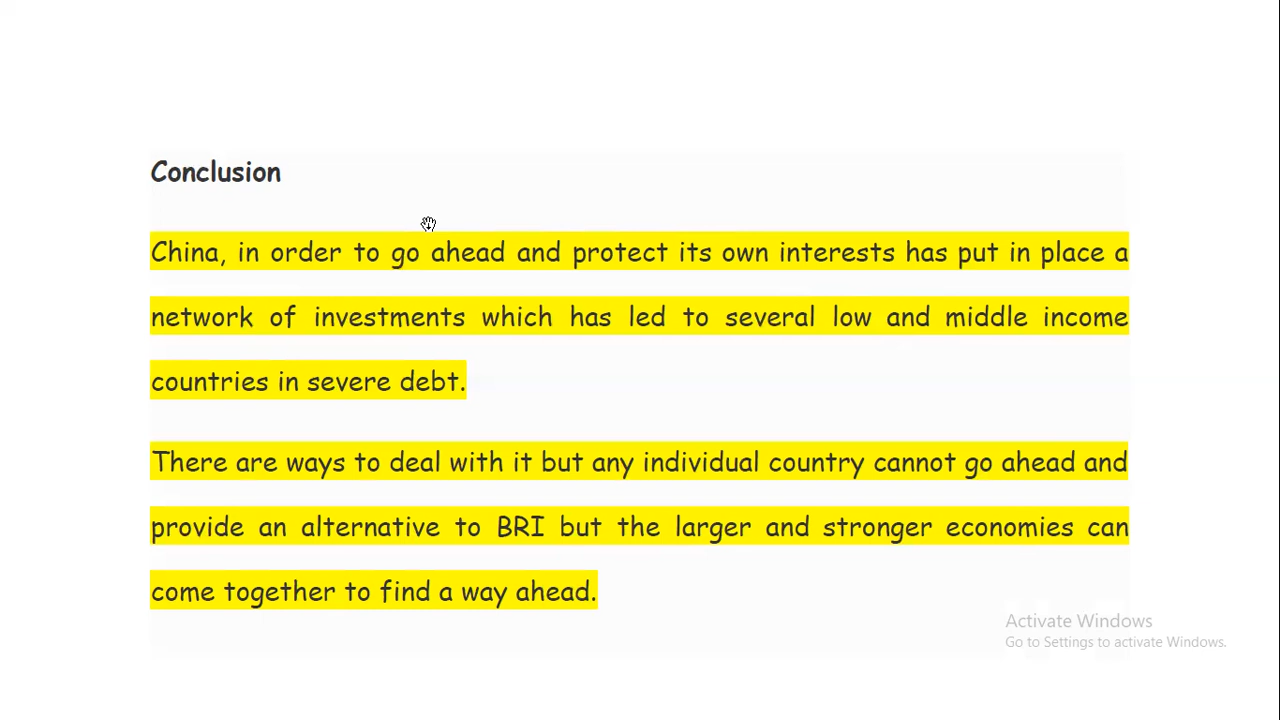 Conclusion
China, in order to go ahead and protect its own interests has put in place a
network of investments which has led to several low and middle income
countries in severe debt.
There are ways to deal with it but any individual country cannot go ahead and
provide an alternative to BRI but the larger and stronger economies can
come together to find a way ahead.
Activate Windows
Go to Settings to activate Windows.